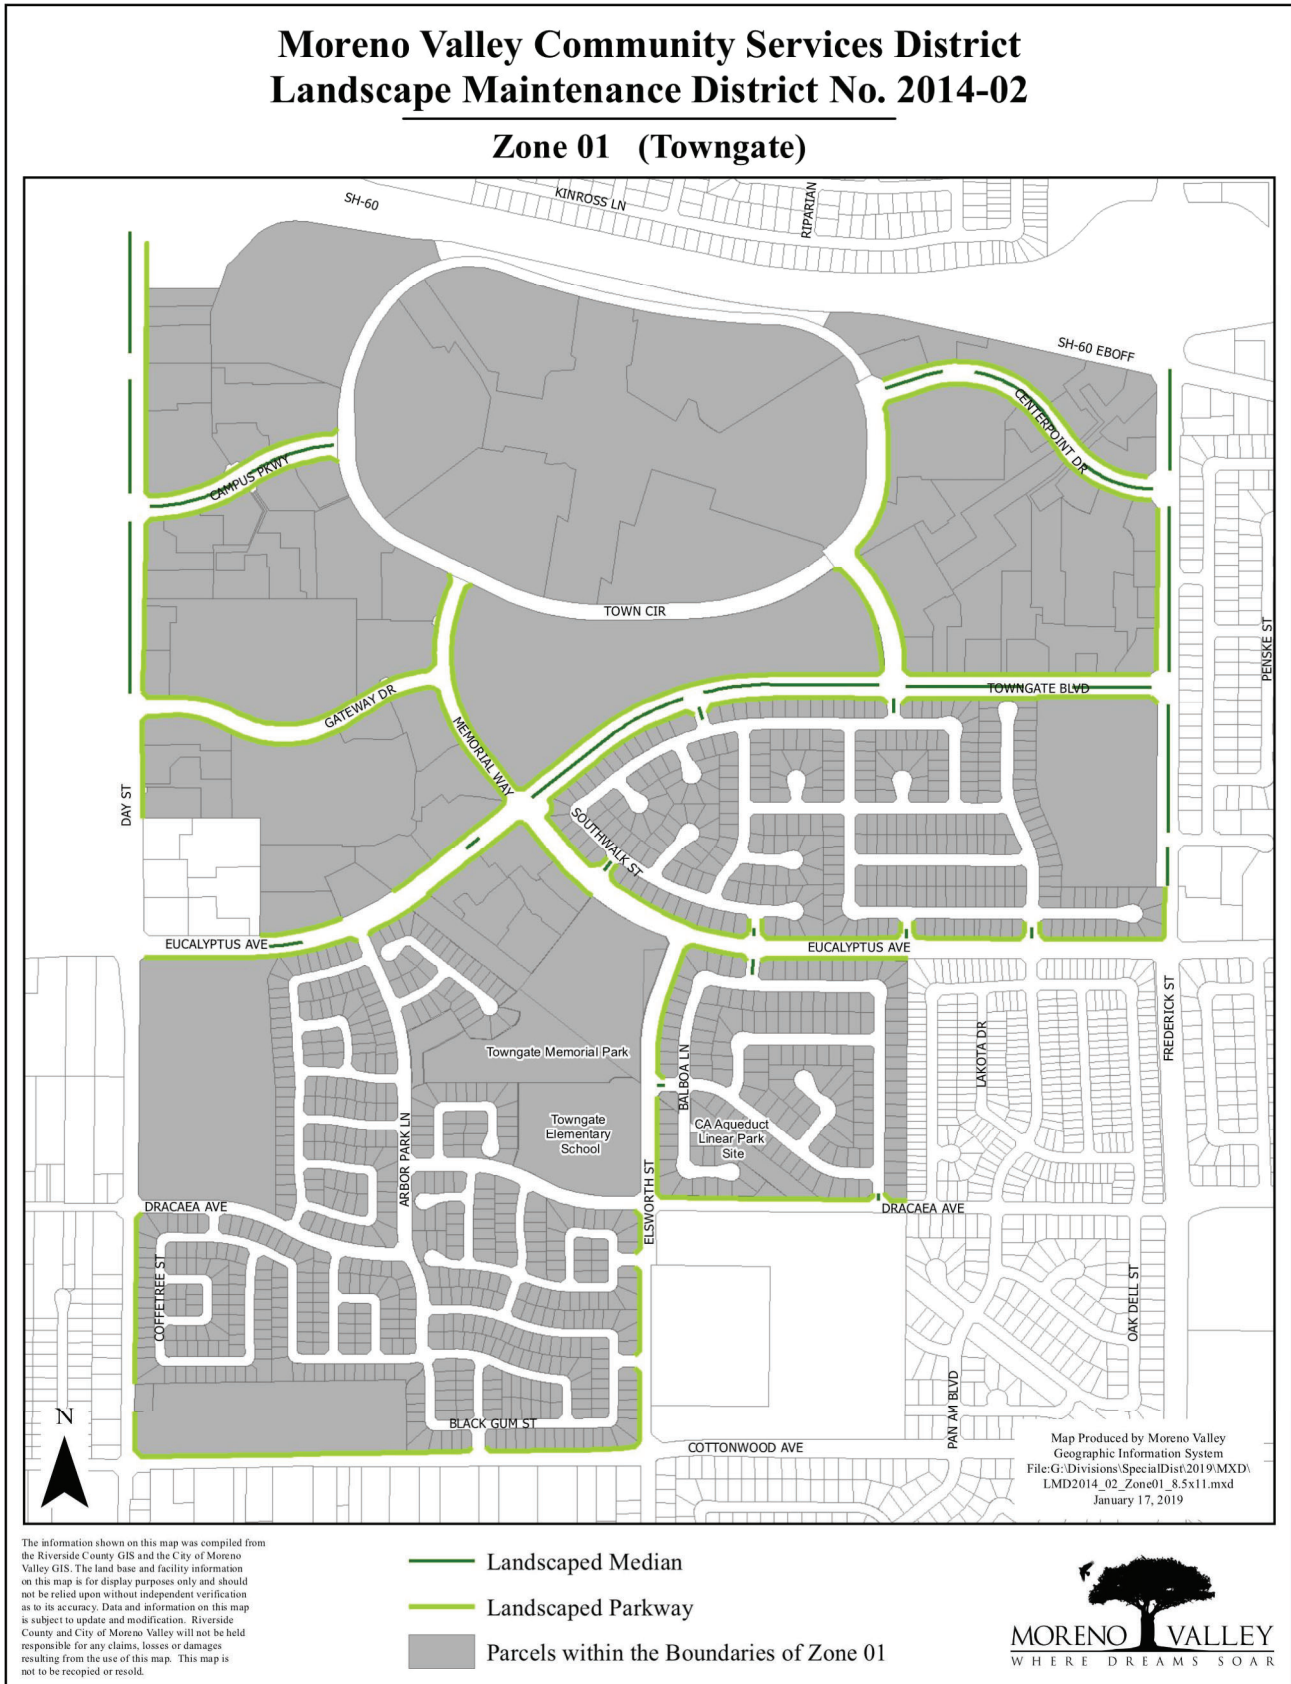 Moreno Valley Community Services District
Landscape Maintenance District No. 2014-02
Zone 01 (Towngate)
SH-60
KINROSS LN
RIPARIAN
SH-60 EBOFF
CENTERPOINT DR
CAMPUS PKWY
TOWN CIR
PENSKE ST
TOWNGATE BLVD
GATEWAY DR
MEMORIAL WAY
DAY ST
SOUTHWALK ST
EUCALYPTUS AVE
EUCALYPTUS AVE
FREDERICK ST
LAKOTA DR
BALBOA LN
Towngate Memorial Park
Towngate
Elementary
School
CA Aqueduct
Linear Park
Site
ARBOR PARK LN
ELSWORTH ST
DRACAEA AVE
DRACAEA AVE
COFFETREE ST
OAK DELL ST
PAN AM BLVD
BLACK GUM ST
COTTONWOOD AVE
N
Map Produced by Moreno Valley
Geographic Information System
File:G:\Divisions\SpecialDist\2019\MXD\
LMD2014_02_Zone01_8.5x11.mxd
January 17, 2019
The information shown on this map was compiled from
the Riverside County GIS and the City of Moreno
Valley GIS. The land base and facility information
on this map is for display purposes only and should
not be relied upon without independent verification
as to its accuracy. Data and information on this map
is subject to update and modification. Riverside
County and City of Moreno Valley will not be held
responsible for any claims, losses or damages
resulting from the use of this map. This map is
not to be recopied or resold.
Landscaped Median
Landscaped Parkway
Parcels within the Boundaries of Zone 01
MORENO VALLEY
WHERE DREAMS SOAR